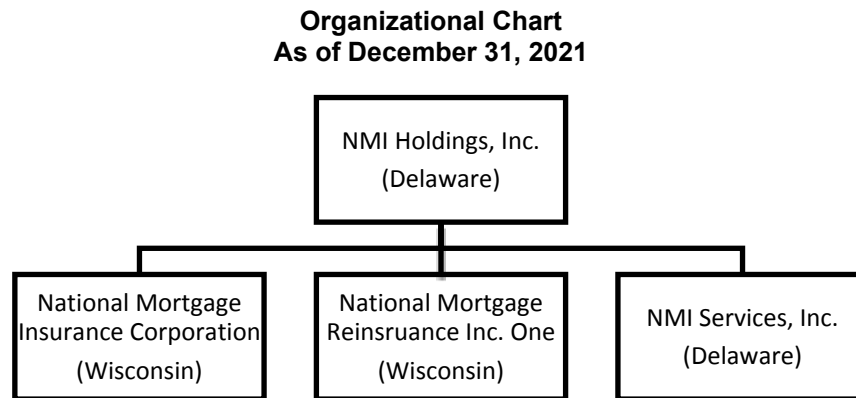 Organizational Chart
As of December 31, 2021
NMI Holdings, Inc.
(Delaware)
National Mortgage
Insurance Corporation
(Wisconsin)
National Mortgage
Reinsruance Inc. One
(Wisconsin)
NMI Services, Inc.
(Delaware)